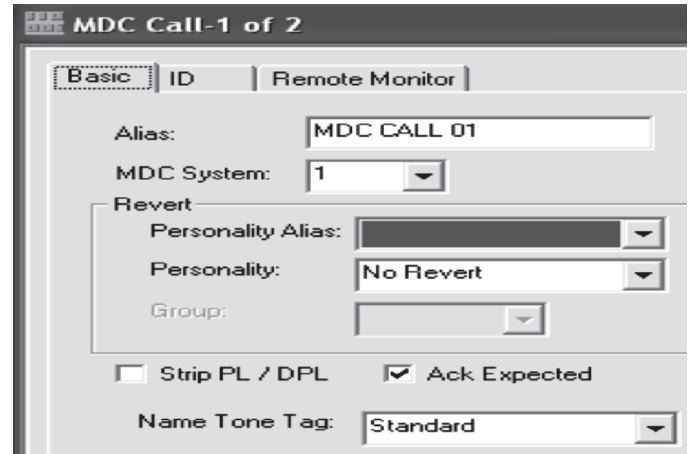 MDC Call-1 of 2
Basic ID Remote Monitor
Alias: MDC CALL 01
MDC System: 1
Revert
Personality Alias:
Personality: No Revert
Group:
Strip PL / DPL Ack Expected
Name Tone Tag: Standard